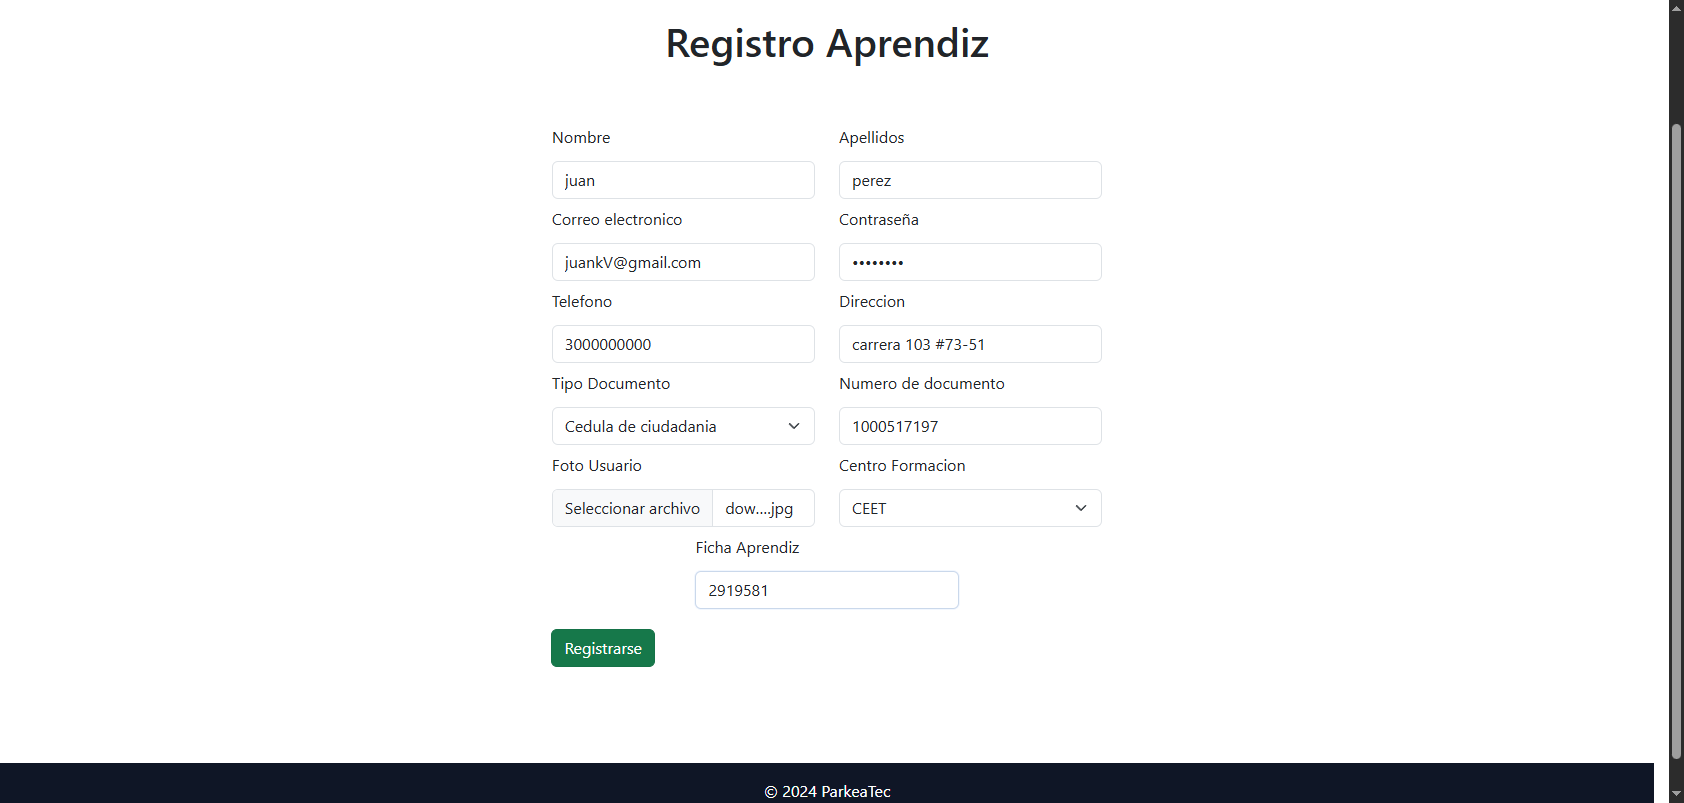 Registro Aprendiz
Nombre
Apellidos
juan
perez
Correo electronico
Contraseña
juankV@gmail.com
••••••••
Telefono
Direccion
3000000000
carrera 103 #73-51
Tipo Documento
Numero de documento
Cedula de ciudadania
1000517197
Foto Usuario
Centro Formacion
Seleccionar archivo dow....jpg
CEET
Ficha Aprendiz
2919581
Registrarse
© 2024 ParkeaTec